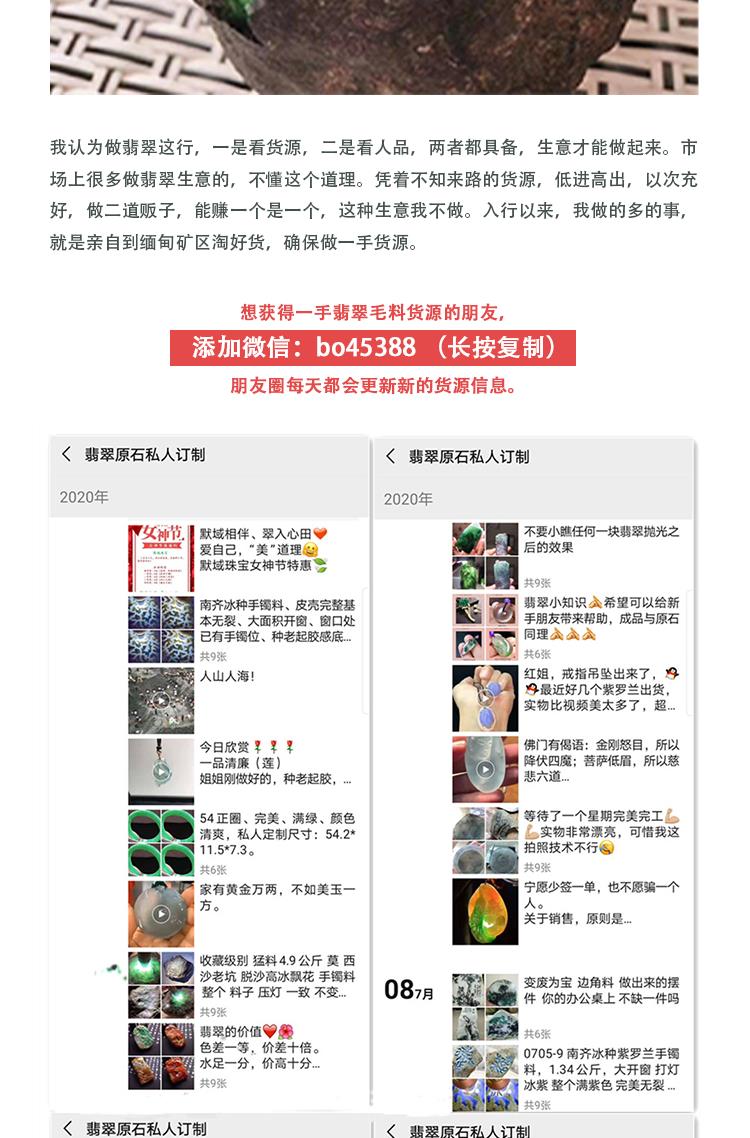 我认为做翡翠这行，一是看货源，二是看人品，两者都具备，生意才能做起来。市
场上很多做翡翠生意的，不懂这个道理。凭着不知来路的货源，低进高出，以次充
好，做二道贩子，能赚一个是一个，这种生意我不做。入行以来，我做的多的事，
就是亲自到缅甸矿区淘好货，确保做一手货源。
想获得一手翡翠毛料货源的朋友，
添加微信：bo45388 （长按复制）
朋友圈每天都会更新新的货源信息。
翡翠原石私人订制
2020年
女神节
默域相伴、翠入心田❤️
爱自己，“美”道理🤗
默域珠宝女神节特惠🍃
南齐冰种手镯料、皮壳完整基
本无裂、大面积开窗、窗口处
已有手镯位、种老起胶感底...
共9张
人山人海！
今日欣赏🌹🌹🌹
一品清廉（莲）
姐姐刚做好的，种老起胶，...
54正圈、完美、满绿、颜色
清爽，私人定制尺寸：54.2*
11.5*7.3。
共6张
家有黄金万两，不如美玉一
方。
收藏级别 猛料4.9公斤 莫 西
沙老坑 脱沙高冰飘花 手镯料
整个 料子 压灯 一致 不变...
共9张
翡翠的价值❤️🌺
色差一等，价差十倍。
水足一分，价高十分...
共9张
翡翠原石私人订制
2020年
不要小瞧任何一块翡翠抛光之
后的效果
共9张
翡翠小知识🙏希望可以给新
手朋友带来帮助，成品与原石
同理🙏🙏🙏
共6张
红姐，戒指吊坠出来了，🐧
🐧最近好几个紫罗兰出货，
实物比视频美太多了，超...
佛门有偈语：金刚怒目，所以
降伏四魔；菩萨低眉，所以慈
悲六道...
等待了一个星期完美完工💪
💪实物非常漂亮，可惜我这
拍照技术不行😪
共9张
宁愿少签一单，也不愿骗一个
人。
关于销售，原则是...
08 7月
变废为宝 边角料 做出来的摆
件 你的办公桌上 不缺一件吗
共6张
0705-9 南齐冰种紫罗兰手镯
料，1.34公斤，大开窗 打灯
冰紫 整个满紫色 完美无裂 ...
共9张
翡翠原石私人订制
翡翠原石私人订制